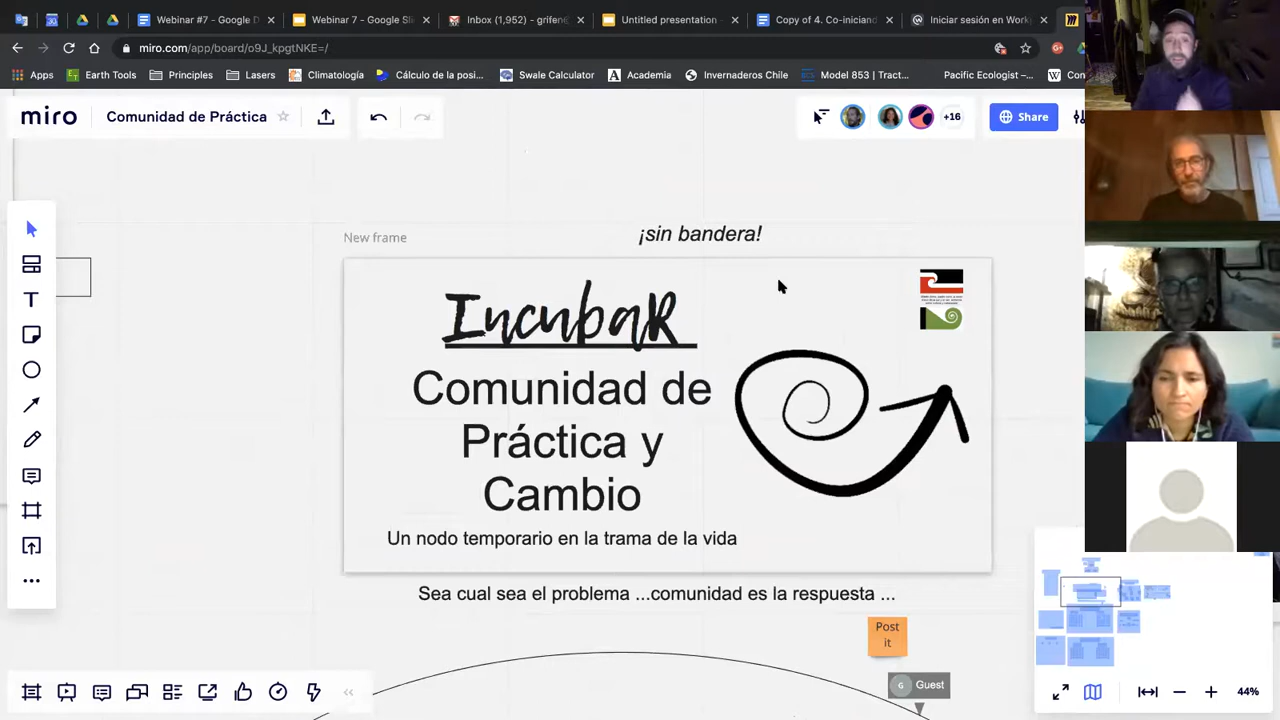 Webinar #7 - Google D
Webinar 7 - Google Sli
Inbox (1,952) - grifen@
Untitled presentation -
Copy of 4. Co-iniciand
Iniciar sesión en Work
miro.com/app/board/o9J_kpgtNKE=/
Apps
Earth Tools
Principles
Lasers
Climatología
Cálculo de la posi...
Swale Calculator
Academia
Invernaderos Chile
Model 853 | Tract...
Pacific Ecologist –...
miro
Comunidad de Práctica
+16
Share
New frame
¡sin bandera!
IncubaR
Comunidad de
Práctica y
Cambio
Un nodo temporario en la trama de la vida
Sea cual sea el problema ...comunidad es la respuesta ...
Post
it
G Guest
44%